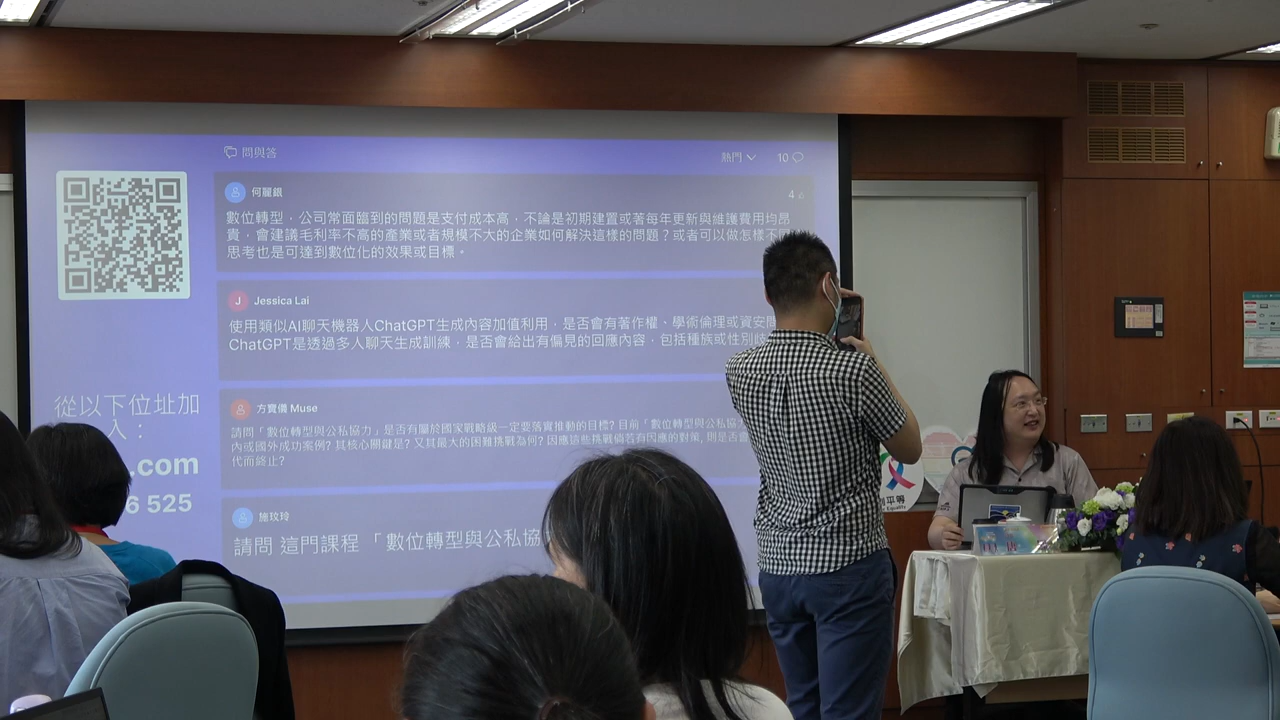 問與答
熱門
10
何麗銀
4
數位轉型，公司常面臨到的問題是支付成本高，不論是初期建置或著每年更新與維護費用均昂
貴，會建議毛利率不高的產業或者規模不大的企業如何解決這樣的問題？或者可以做怎樣不同
思考也是可達到數位化的效果或目標。
J
Jessica Lai
使用類似AI聊天機器人ChatGPT生成內容加值利用，是否會有著作權、學術倫理或資安問
ChatGPT是透過多人聊天生成訓練，是否會給出有偏見的回應內容，包括種族或性別歧
方寶儀 Muse
請問「數位轉型與公私協力」是否有屬於國家戰略級一定要落實推動的目標? 目前「數位轉型與公私協
內或國外成功案例? 其核心關鍵是? 又其最大的困難挑戰為何? 因應這些挑戰倘若有因應的對策, 則是否會
代而終止?
施玟玲
請問 這門課程 「數位轉型與公私協
從以下位址加
入：
.com
6 525
別平等